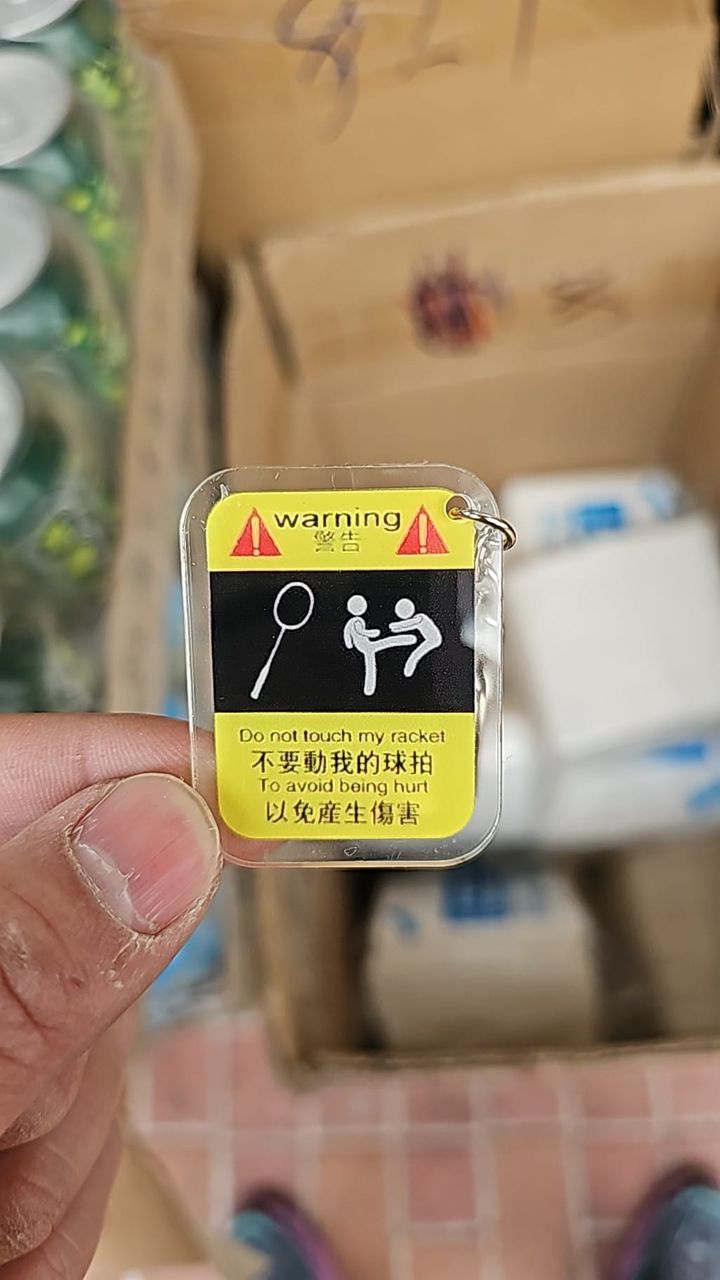 warning
警告
Do not touch my racket
不要動我的球拍
To avoid being hurt
以免産生傷害